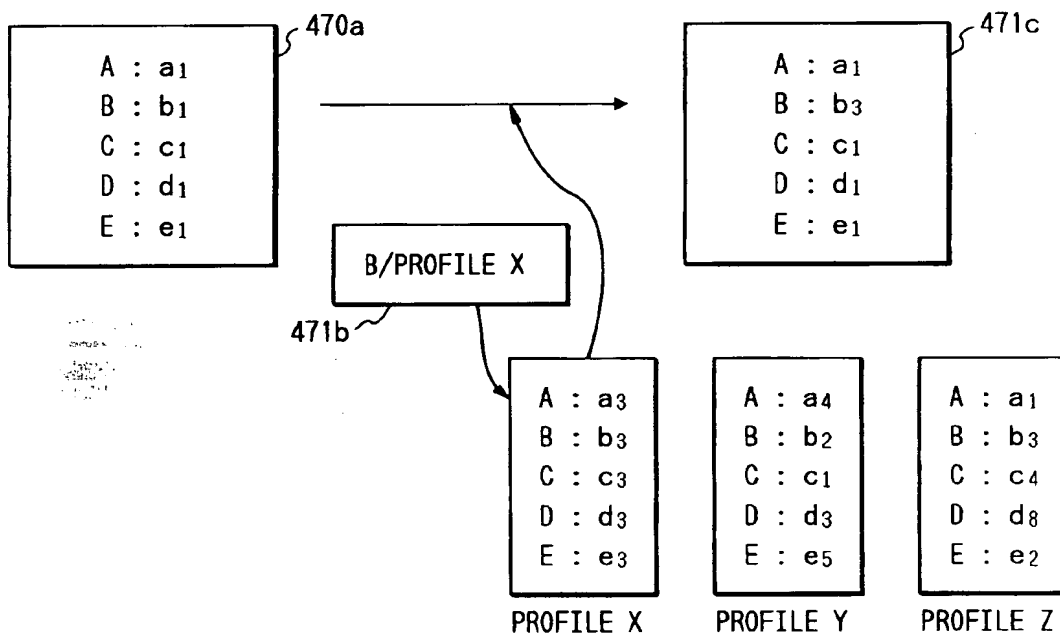 470a
A : a1
B : b1
C : c1
D : d1
E : e1
471c
A : a1
B : b3
C : c1
D : d1
E : e1
B/PROFILE X
471b
A : a3
B : b3
C : c3
D : d3
E : e3
PROFILE X
A : a4
B : b2
C : c1
D : d3
E : e5
PROFILE Y
A : a1
B : b3
C : c4
D : d8
E : e2
PROFILE Z